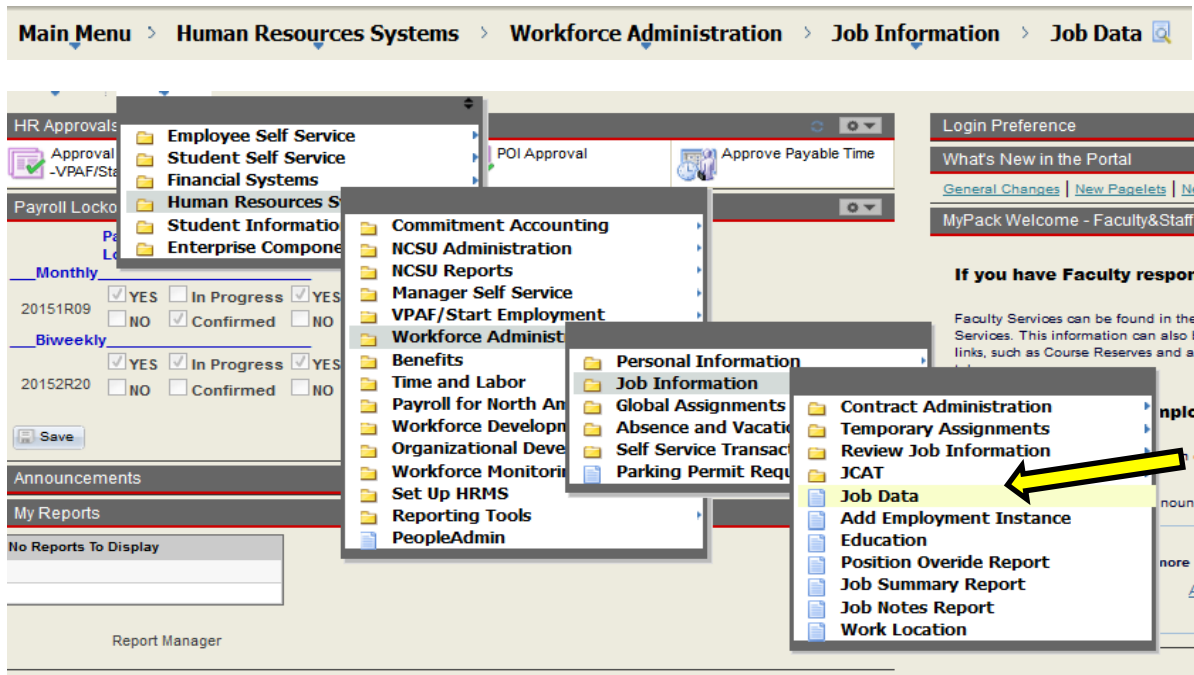 Main Menu > Human Resources Systems > Workforce Administration > Job Information > Job Data
HR Approvals
Approval
-VPAF/Sta
POI Approval
Approve Payable Time
Employee Self Service
Student Self Service
Financial Systems
Human Resources S
Student Informatio
Enterprise Compone
Payroll Locko
Monthly
20151R09
YES In Progress YES
NO Confirmed NO
Biweekly
20152R20
YES In Progress YES
NO Confirmed NO
Save
Announcements
My Reports
No Reports To Display
Report Manager
Commitment Accounting
NCSU Administration
NCSU Reports
Manager Self Service
VPAF/Start Employment
Workforce Administ
Benefits
Time and Labor
Payroll for North Am
Workforce Developm
Organizational Deve
Workforce Monitori
Set Up HRMS
Reporting Tools
PeopleAdmin
Personal Information
Job Information
Global Assignments
Absence and Vacati
Self Service Transact
Parking Permit Requ
Contract Administration
Temporary Assignments
Review Job Information
JCAT
Job Data
Add Employment Instance
Education
Position Overide Report
Job Summary Report
Job Notes Report
Work Location
Login Preference
What's New in the Portal
General Changes | New Pagelets |
MyPack Welcome - Faculty&Staff
If you have Faculty respon
Faculty Services can be found in the
Services. This information can also
links, such as Course Reserves and a
noun
more